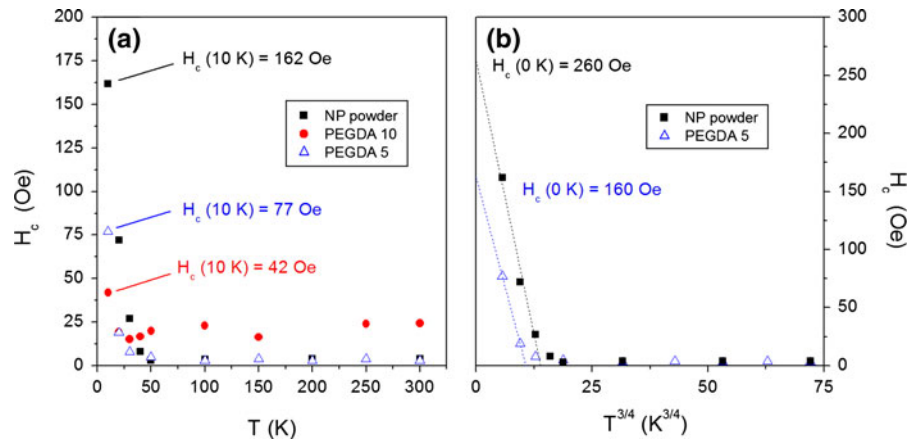 (a)
H_c (10 K) = 162 Oe
NP powder
PEGDA 10
PEGDA 5
H_c (10 K) = 77 Oe
H_c (10 K) = 42 Oe
200
175
150
125
100
75
50
25
0
H_c (Oe)
0 50 100 150 200 250 300
T (K)
(b)
H_c (0 K) = 260 Oe
NP powder
PEGDA 5
H_c (0 K) = 160 Oe
300
250
200
150
100
50
0
H_c (Oe)
0 25 50 75
T^3/4 (K^3/4)